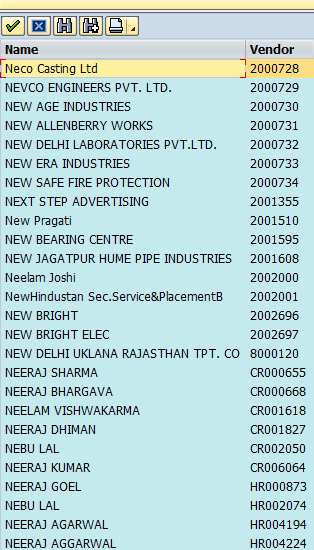 Name Vendor
Neco Casting Ltd 2000728
NEVCO ENGINEERS PVT. LTD. 2000729
NEW AGE INDUSTRIES 2000730
NEW ALLENBERRY WORKS 2000731
NEW DELHI LABORATORIES PVT.LTD. 2000732
NEW ERA INDUSTRIES 2000733
NEW SAFE FIRE PROTECTION 2000734
NEXT STEP ADVERTISING 2001355
New Pragati 2001510
NEW BEARING CENTRE 2001595
NEW JAGATPUR HUME PIPE INDUSTRIES 2001608
Neelam Joshi 2002000
NewHindustan Sec.Service&PlacementB 2002001
NEW BRIGHT 2002696
NEW BRIGHT ELEC 2002697
NEW DELHI UKLANA RAJASTHAN TPT. CO 8000120
NEERAJ SHARMA CR000655
NEERAJ BHARGAVA CR000668
NEELAM VISHWAKARMA CR001618
NEERAJ DHIMAN CR001827
NEBU LAL CR002050
NEERAJ KUMAR CR006064
NEERAJ GOEL HR000873
NEBU LAL HR002074
NEERAJ AGARWAL HR004194
NEERAJ AGGARWAL HR004224